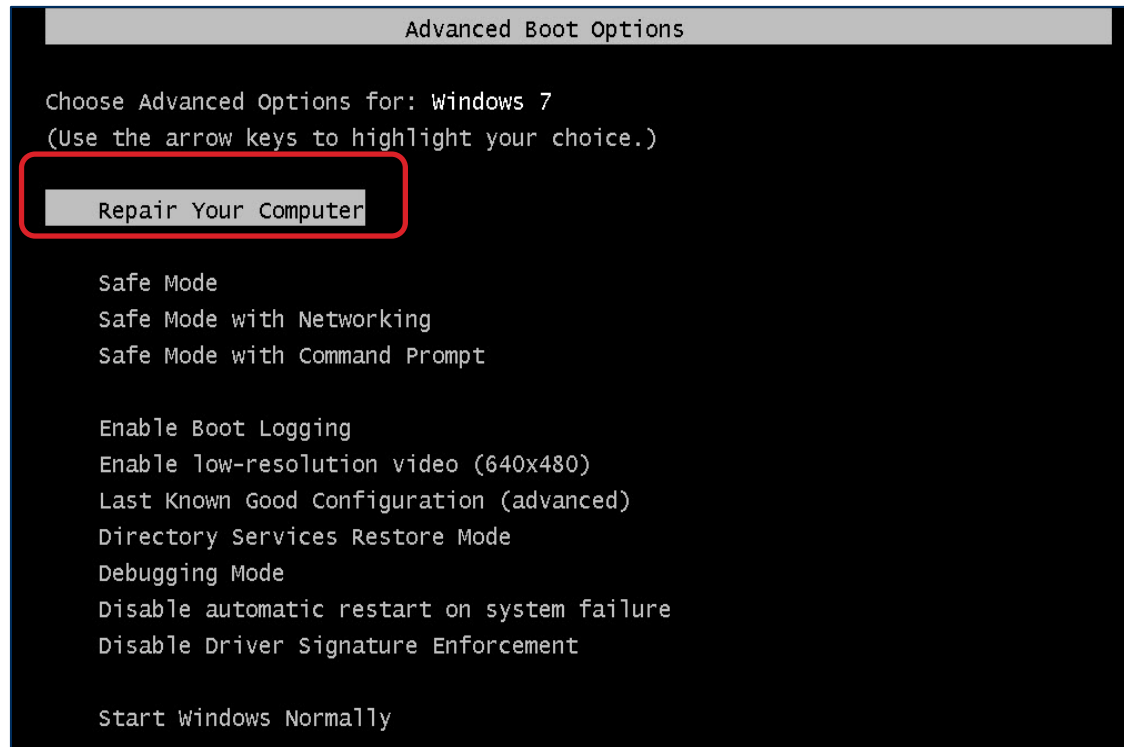 Advanced Boot Options
Choose Advanced Options for: Windows 7
(Use the arrow keys to highlight your choice.)
Repair Your Computer
Safe Mode
Safe Mode with Networking
Safe Mode with Command Prompt
Enable Boot Logging
Enable low-resolution video (640x480)
Last Known Good Configuration (advanced)
Directory Services Restore Mode
Debugging Mode
Disable automatic restart on system failure
Disable Driver Signature Enforcement
Start Windows Normally